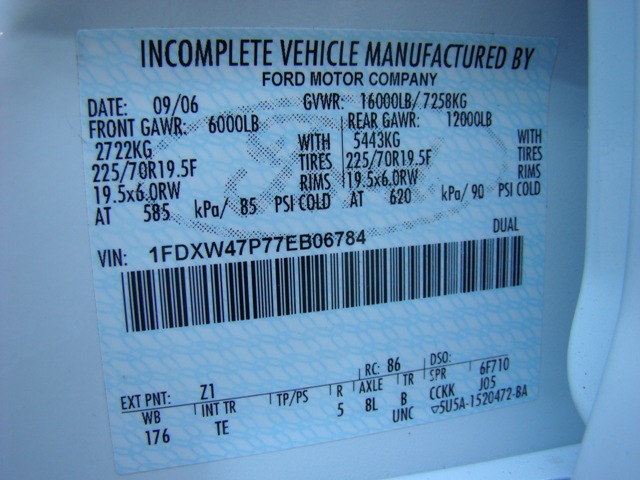 INCOMPLETE VEHICLE MANUFACTURED BY
FORD MOTOR COMPANY
DATE: 09/06 GVWR: 16000LB/ 7258KG
FRONT GAWR: 6000LB REAR GAWR: 12000LB
2722KG WITH 5443KG WITH
225/70R19.5F TIRES 225/70R19.5F TIRES
19.5x6.0RW RIMS 19.5x6.0RW RIMS
AT 585 kPa/ 85 PSI COLD AT 620 kPa/ 90 PSI COLD
VIN: 1FDXW47P77EB06784 DUAL
EXT PNT: Z1 RC: 86 DSO: 6F710
WB INT TR TP/PS R AXLE TR SPR J05
176 TE 5 8L B CCKK
UNC ▽5U5A-1520472-BA